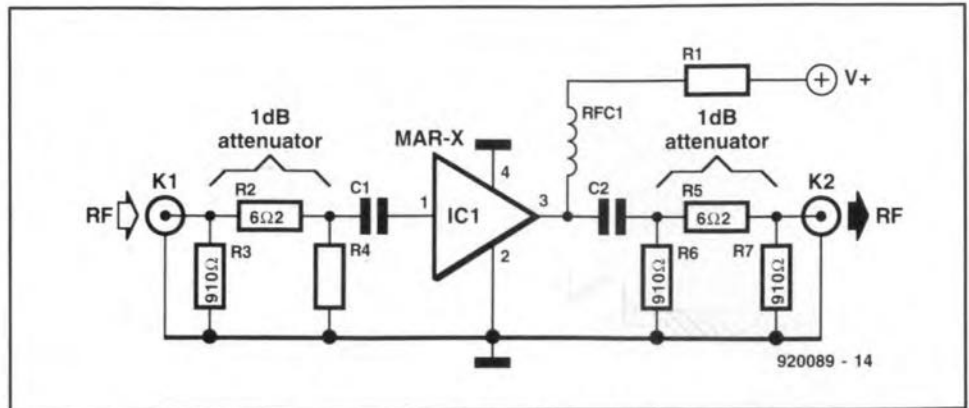 R1
V+
RFC1
1dB
attenuator
MAR-X
1dB
attenuator
K1
R2
C1
4
3
C2
R5
K2
RF
6Ω2
1
IC1
6Ω2
RF
R3
R4
2
R6
R7
910Ω
910Ω
910Ω
920089 - 14